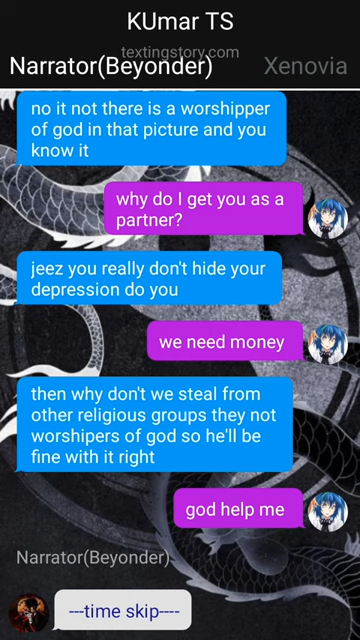 KUmar TS
textingstory.com
Narrator(Beyonder) Xenovia
no it not there is a worshipper
of god in that picture and you
know it
why do I get you as a
partner?
jeez you really don't hide your
depression do you
we need money
then why don't we steal from
other religious groups they not
worshipers of god so he'll be
fine with it right
god help me
Narrator(Beyonder)
---time skip----